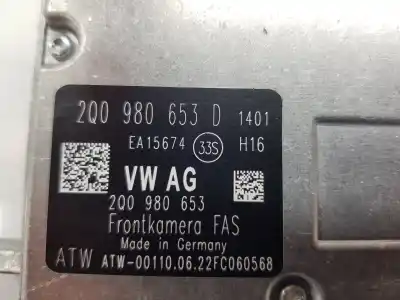 2Q0 980 653 D 1401
EA15674 33S H16
VW AG
2Q0 980 653
Frontkamera FAS
Made in Germany
ATW ATW-00110.06.22FC060568